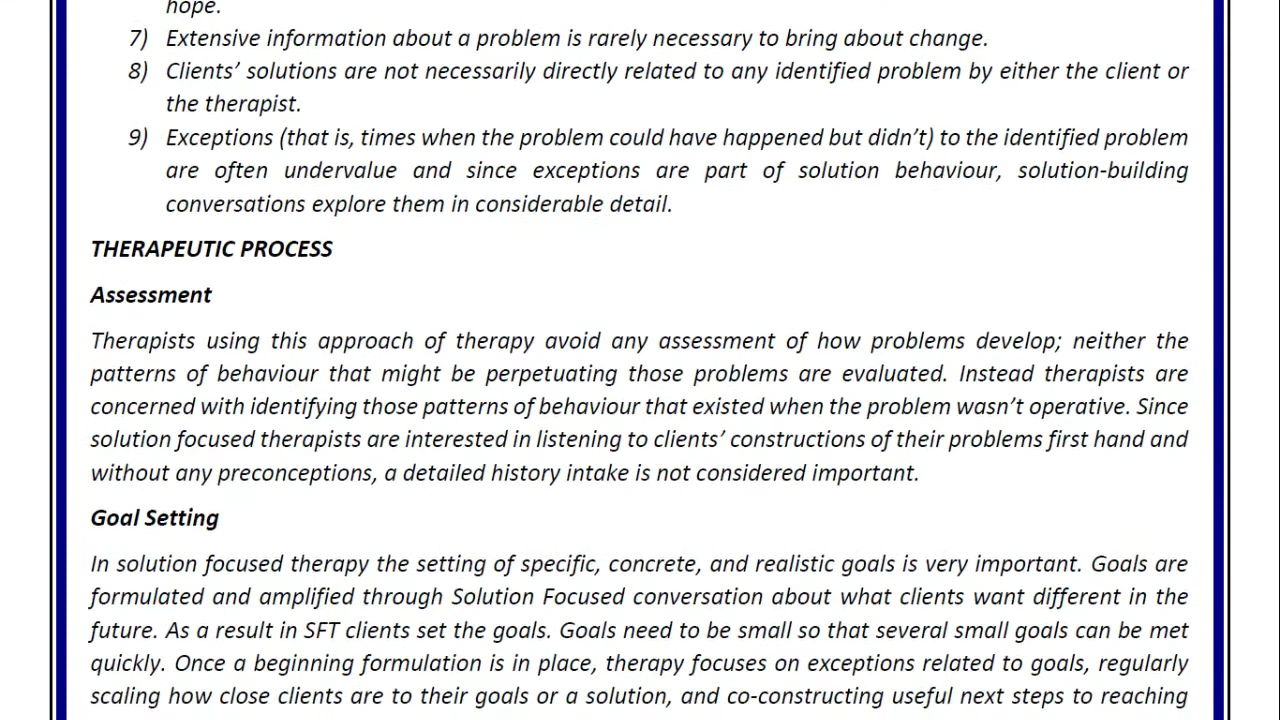 hope.
7) Extensive information about a problem is rarely necessary to bring about change.
8) Clients’ solutions are not necessarily directly related to any identified problem by either the client or
the therapist.
9) Exceptions (that is, times when the problem could have happened but didn’t) to the identified problem
are often undervalue and since exceptions are part of solution behaviour, solution-building
conversations explore them in considerable detail.
THERAPEUTIC PROCESS
Assessment
Therapists using this approach of therapy avoid any assessment of how problems develop; neither the
patterns of behaviour that might be perpetuating those problems are evaluated. Instead therapists are
concerned with identifying those patterns of behaviour that existed when the problem wasn’t operative. Since
solution focused therapists are interested in listening to clients’ constructions of their problems first hand and
without any preconceptions, a detailed history intake is not considered important.
Goal Setting
In solution focused therapy the setting of specific, concrete, and realistic goals is very important. Goals are
formulated and amplified through Solution Focused conversation about what clients want different in the
future. As a result in SFT clients set the goals. Goals need to be small so that several small goals can be met
quickly. Once a beginning formulation is in place, therapy focuses on exceptions related to goals, regularly
scaling how close clients are to their goals or a solution, and co-constructing useful next steps to reaching